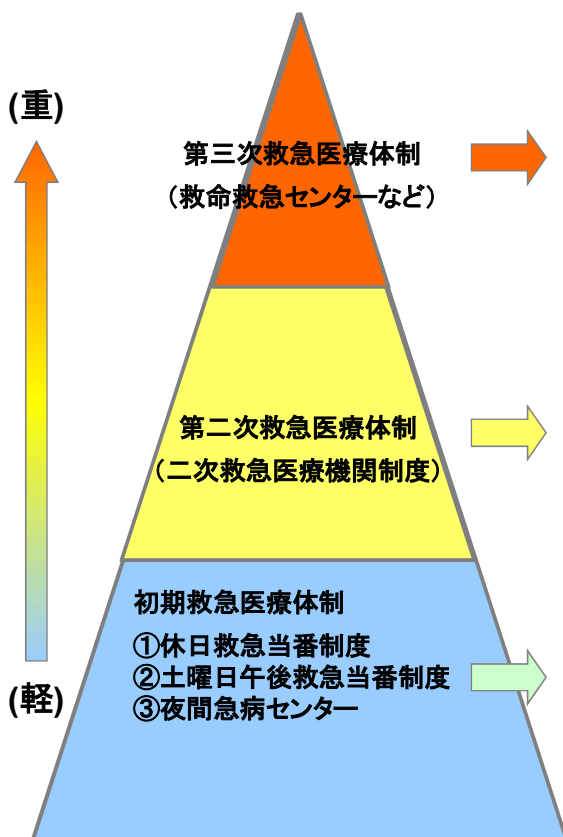 (重)
第三次救急医療体制
（救命救急センターなど）
第二次救急医療体制
（二次救急医療機関制度）
初期救急医療体制
①休日救急当番制度
②土曜日午後救急当番制度
③夜間急病センター
(軽)